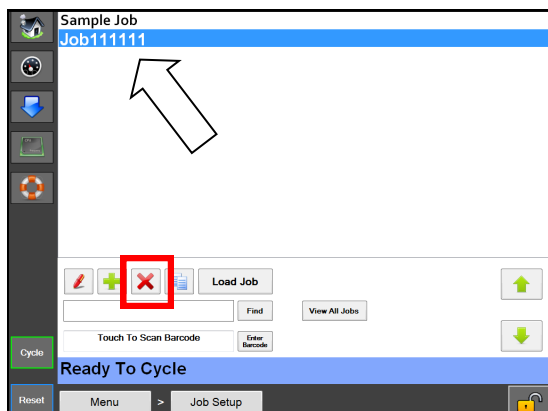 Sample Job
Job111111
Load Job
Find
View All Jobs
Touch To Scan Barcode
Enter
Barcode
Cycle
Ready To Cycle
Reset
Menu > Job Setup